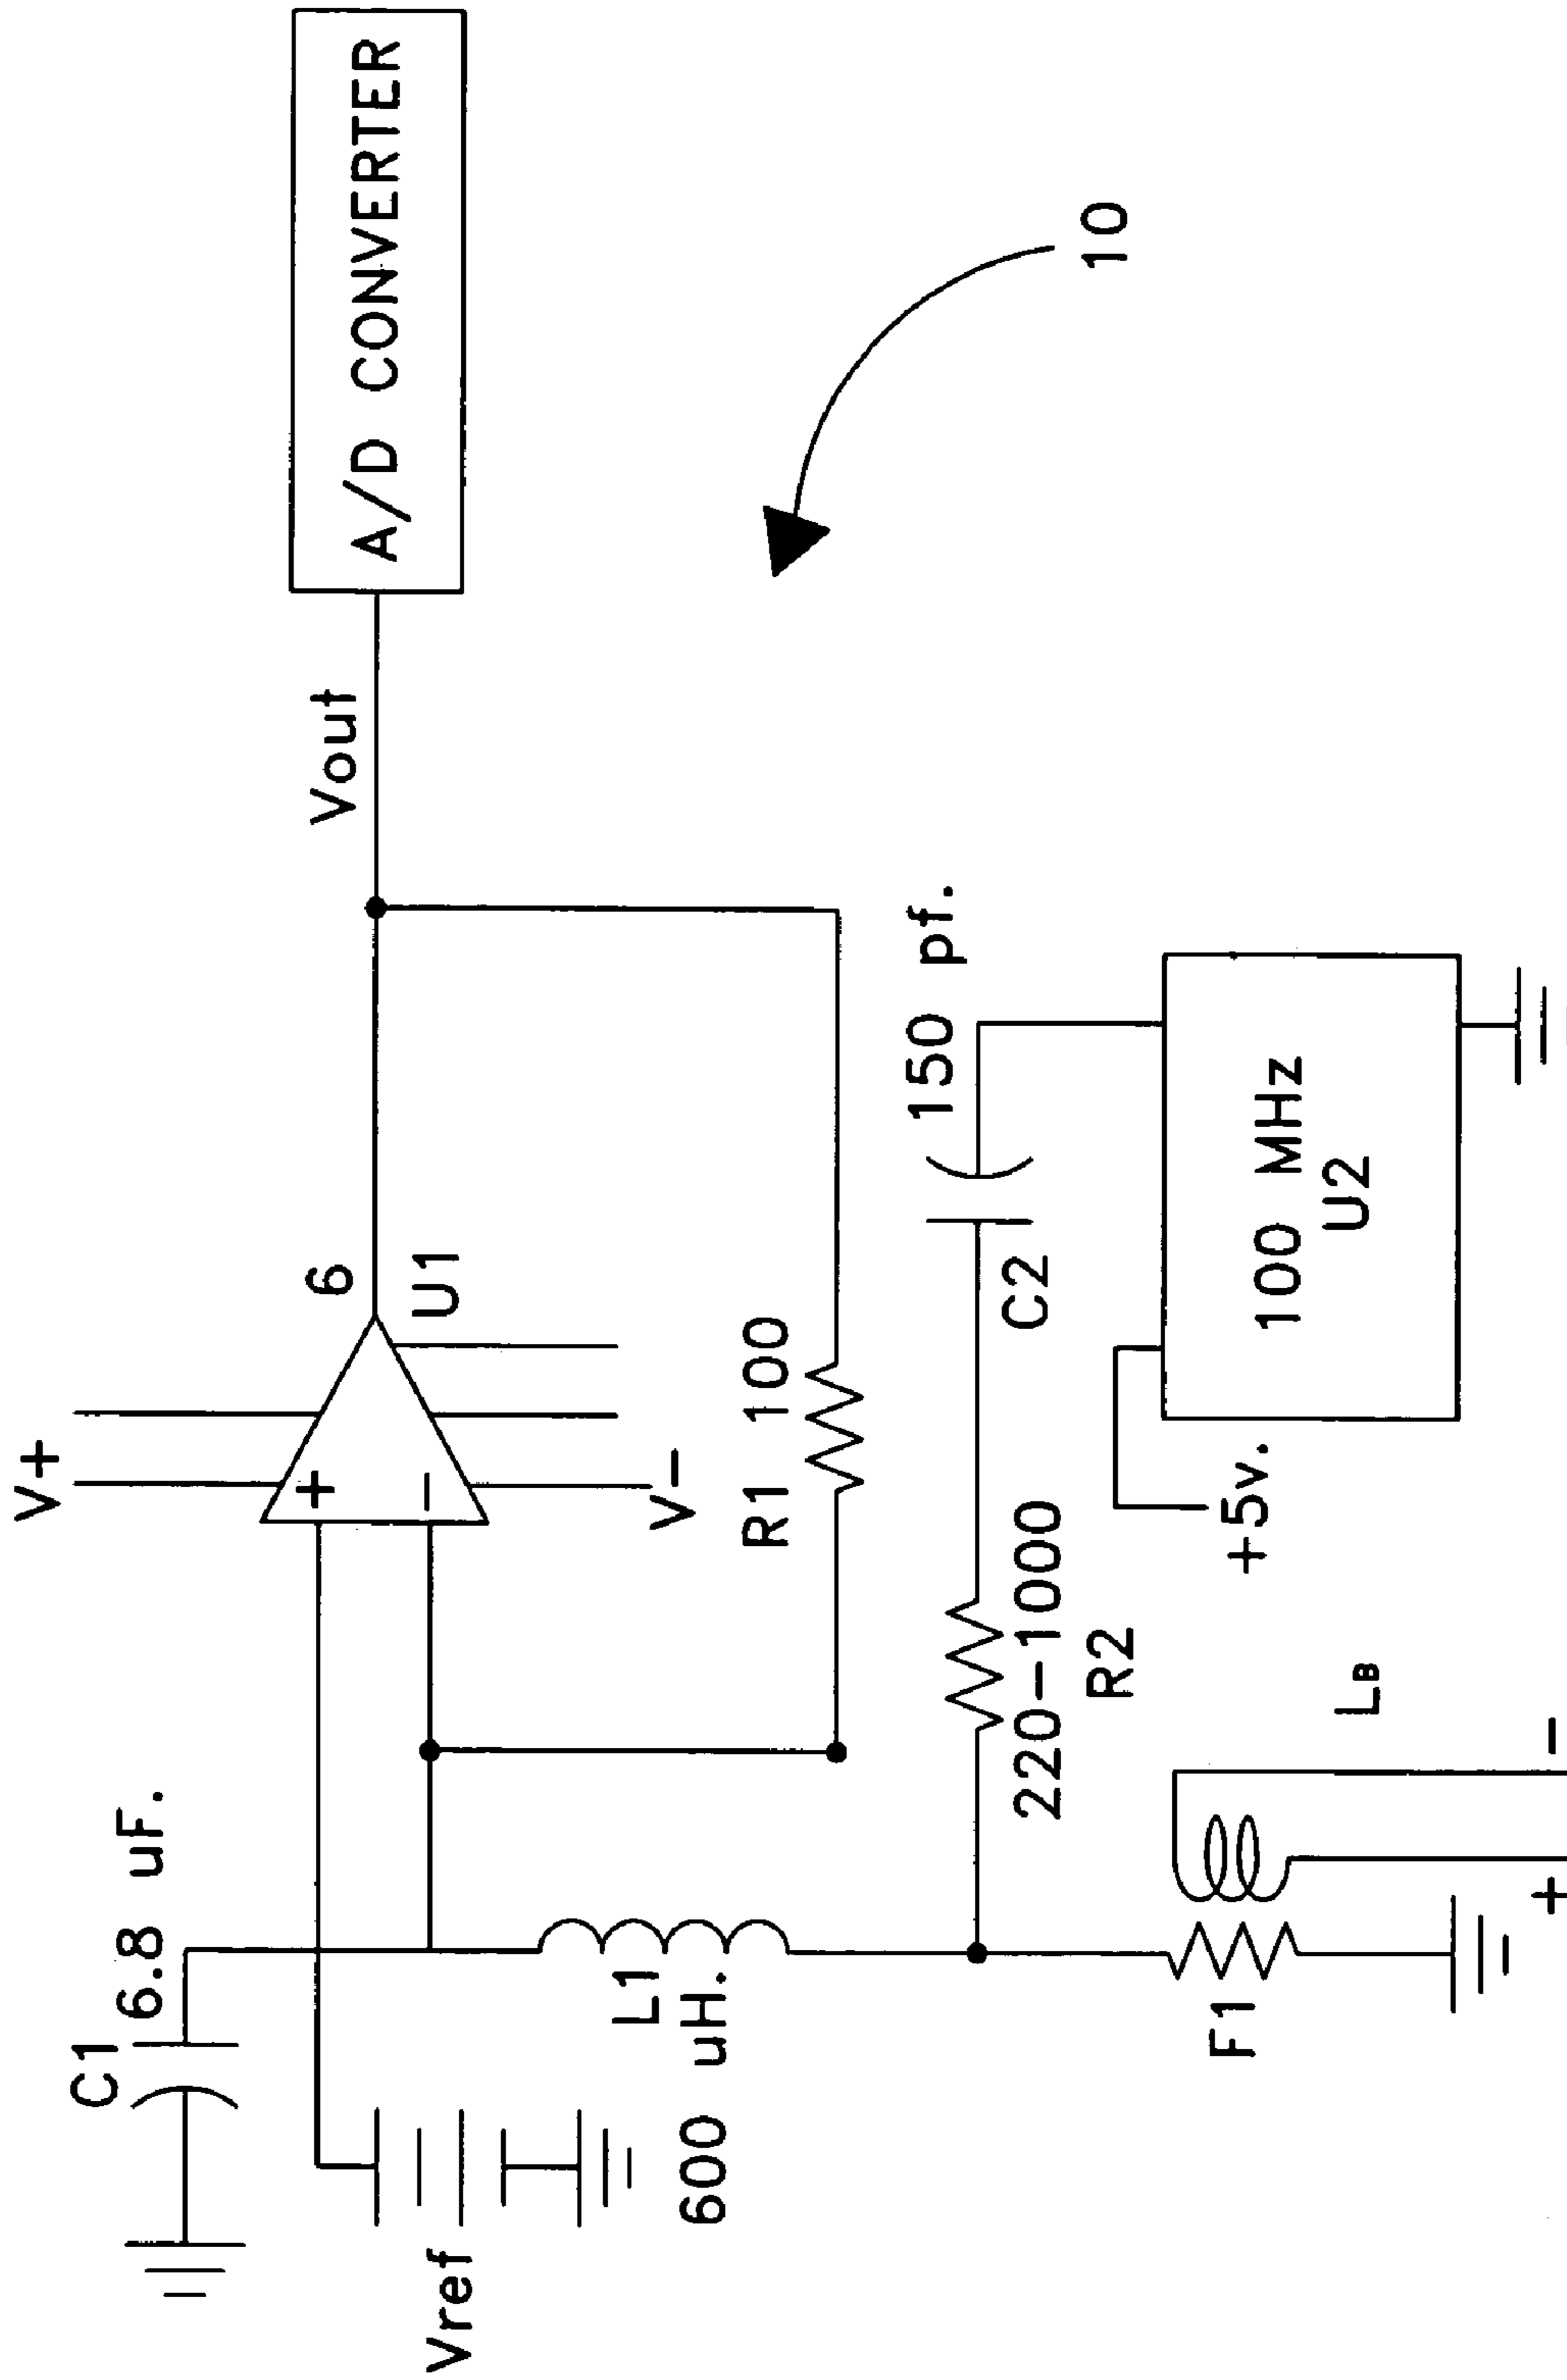 V+
A/D CONVERTER
C1
6.8 uF.
6
Vout
U1
Vref
V-
L1
600 uH.
R1 100
10
150 pf.
C2
220-1000
R2
100 MHz
U2
+5v.
F1
LB
+
-
+
−